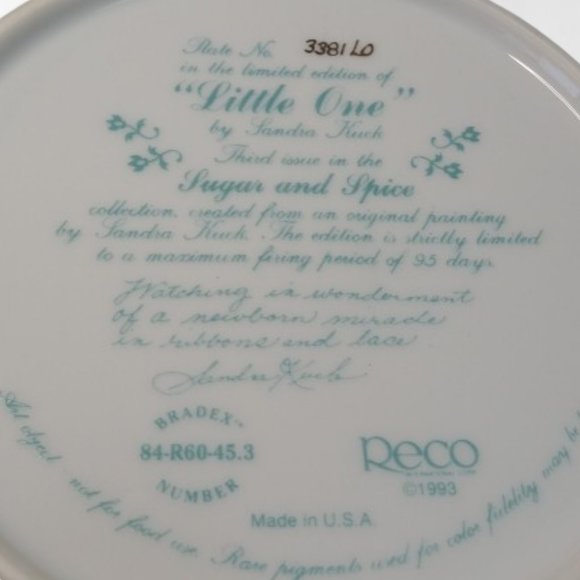 Plate No. 3381 LO
in the limited edition of
"Little One"
by Sandra Kuck
Third issue in the
Sugar and Spice
collection, created from an original painting
by Sandra Kuck. The edition is strictly limited
to a maximum firing period of 95 days.
Watching in wonderment
of a newborn miracle
in ribbons and lace
Sandra Kuck
BRADEX
84-R60-45.3
NUMBER
Reco
©1993
Made in U.S.A.
Art object - not for food use. Rare pigments used for color fidelity may be